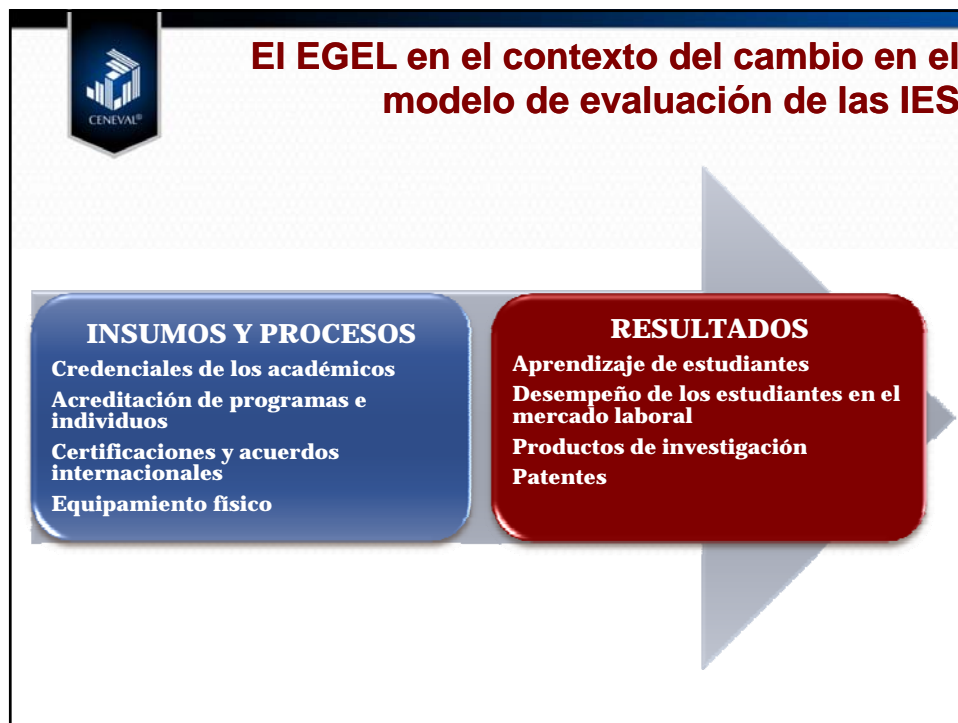 El EGEL en el contexto del cambio en el
modelo de evaluación de las IES
CENEVAL®
INSUMOS Y PROCESOS
Credenciales de los académicos
Acreditación de programas e
individuos
Certificaciones y acuerdos
internacionales
Equipamiento físico
RESULTADOS
Aprendizaje de estudiantes
Desempeño de los estudiantes en el
mercado laboral
Productos de investigación
Patentes